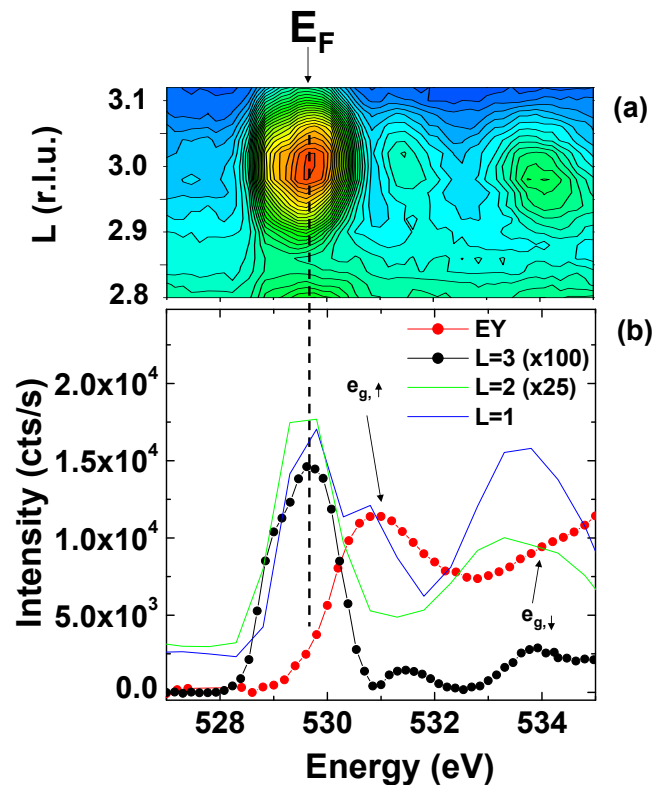 E_F
(a)
3.1
3.0
2.9
2.8
L (r.l.u.)
(b)
EY
L=3 (x100)
L=2 (x25)
L=1
e_g,↑
e_g,↓
2.0x10^4
1.5x10^4
1.0x10^4
5.0x10^3
0.0
Intensity (cts/s)
528 530 532 534
Energy (eV)